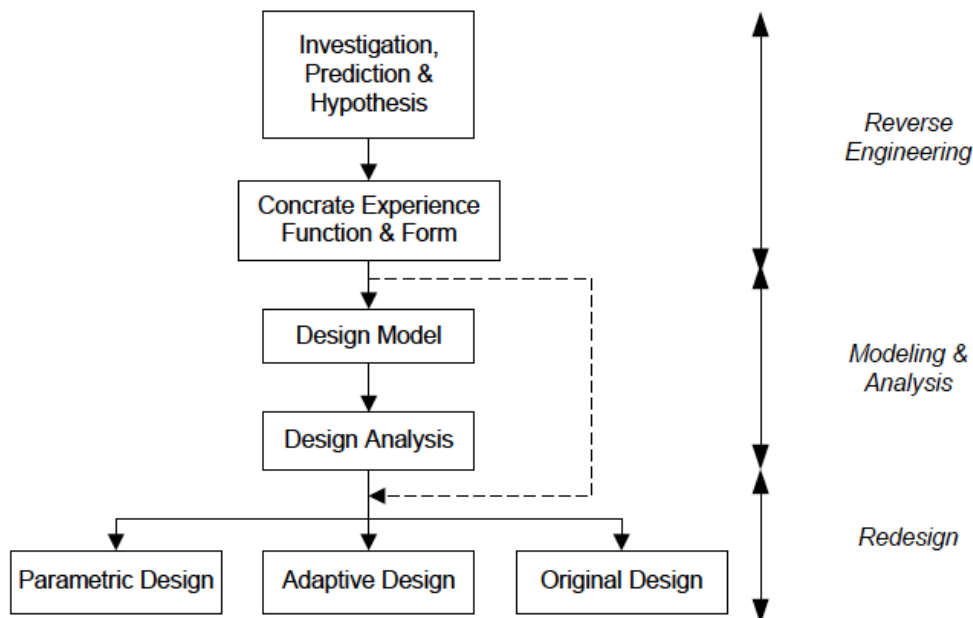 Investigation,
Prediction &
Hypothesis
Reverse
Engineering
Concrate Experience
Function & Form
Design Model
Modeling &
Analysis
Design Analysis
Redesign
Parametric Design
Adaptive Design
Original Design